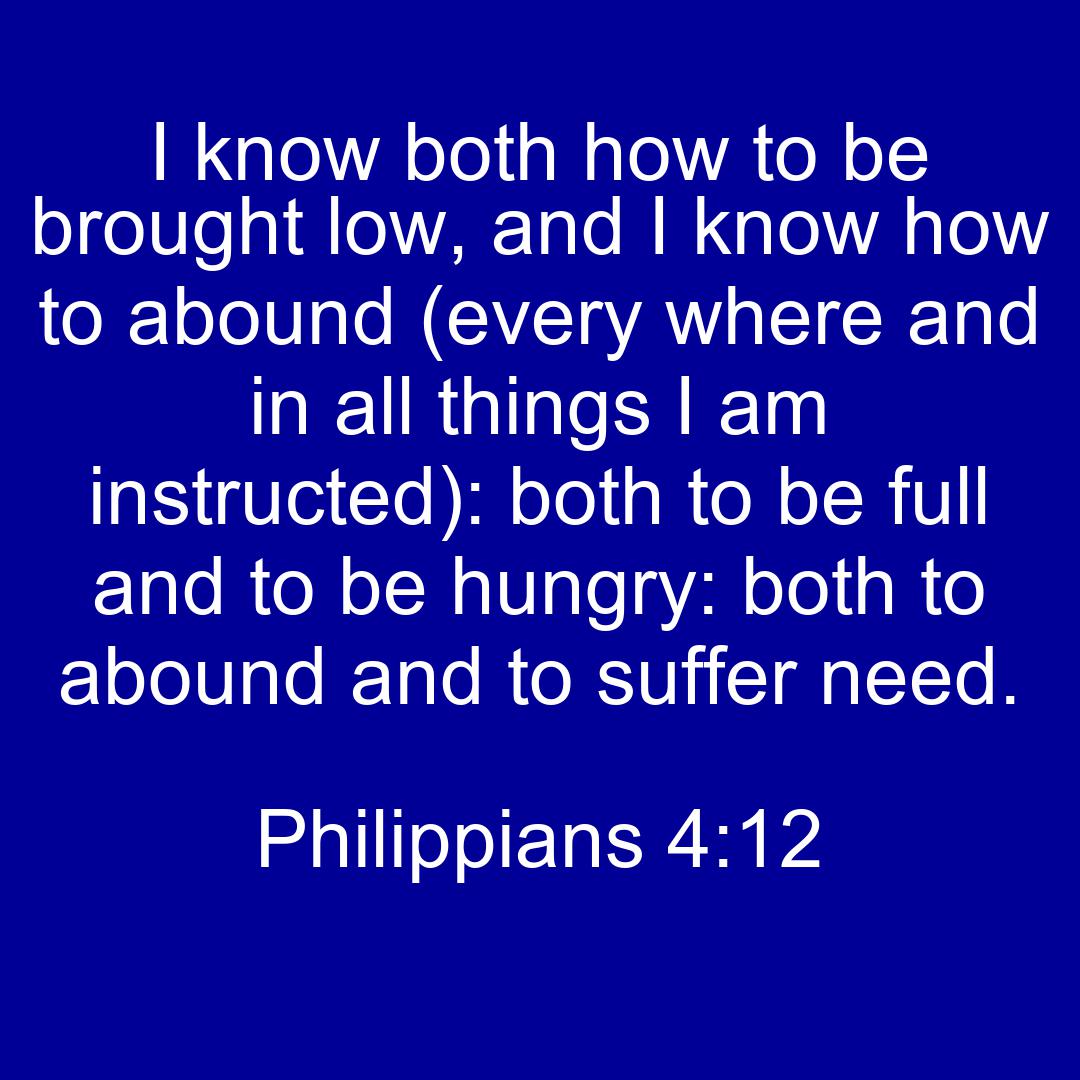 I know both how to be
brought low, and I know how
to abound (every where and
in all things I am
instructed): both to be full
and to be hungry: both to
abound and to suffer need.
Philippians 4:12